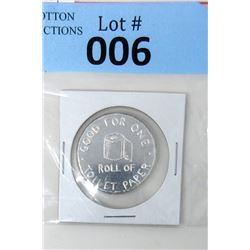 OTTON
CTIONS
Lot #
006
GOOD FOR ONE
ROLL OF
TOILET PAPER